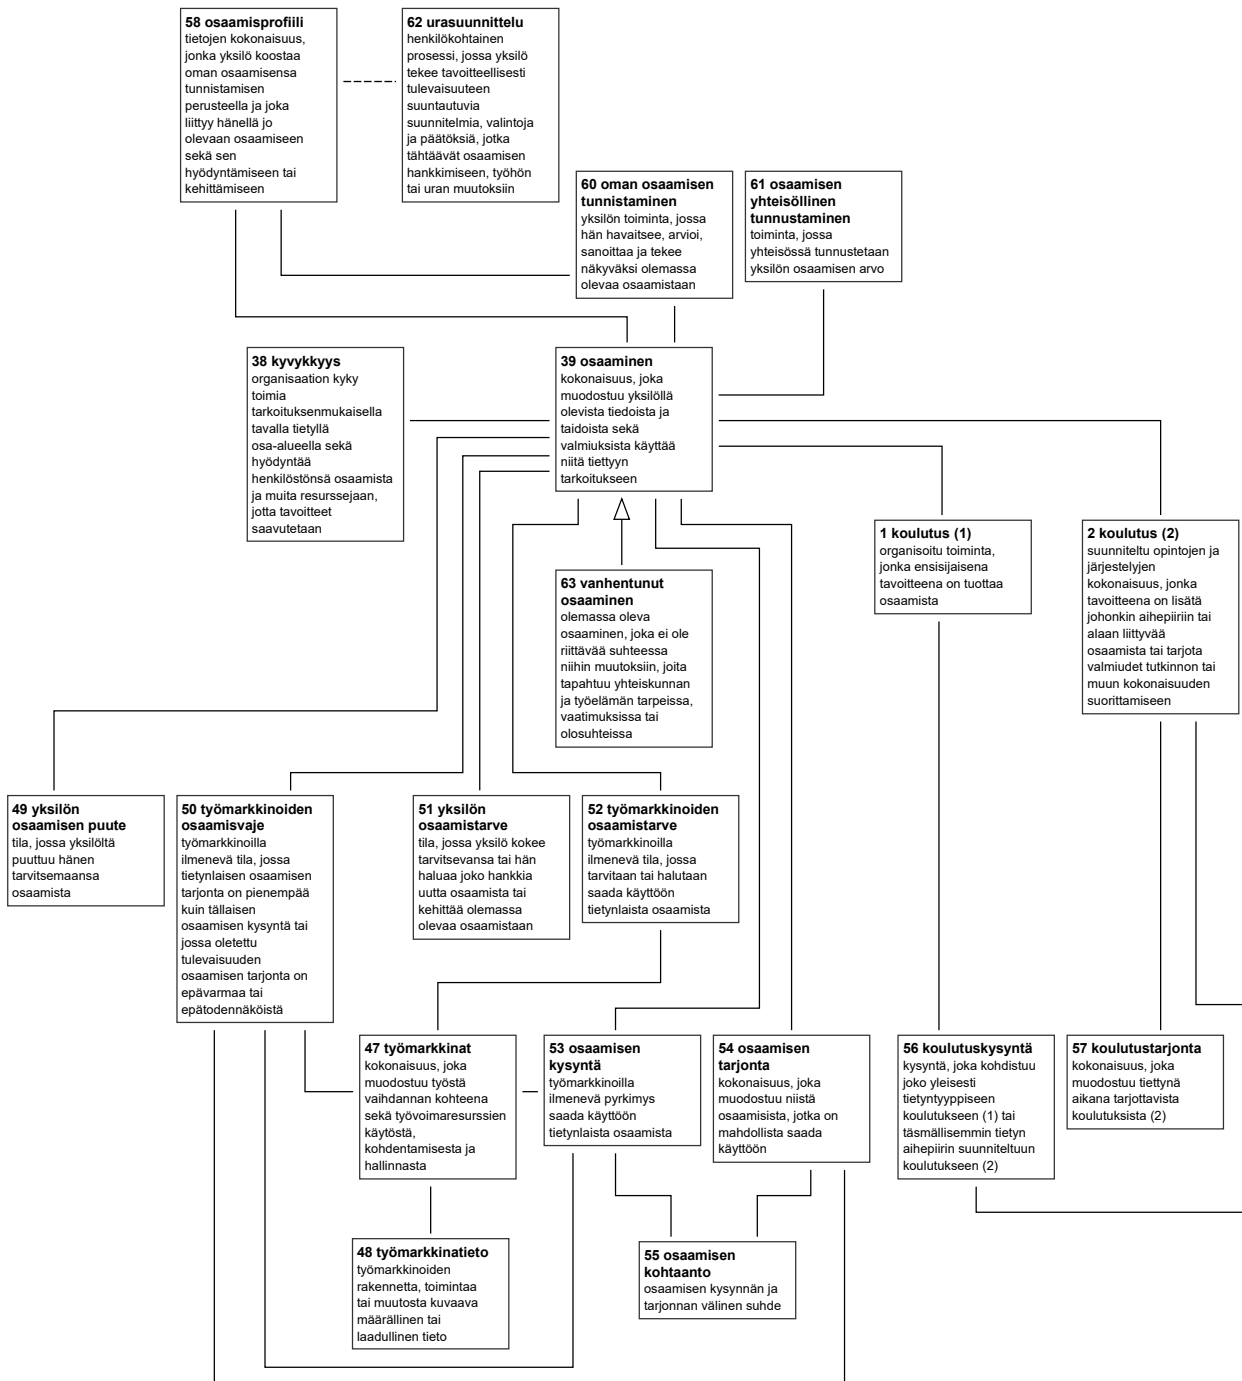 58 osaamisprofiili
tietojen kokonaisuus,
jonka yksilö koostaa
oman osaamisensa
tunnistamisen
perusteella ja joka
liittyy hänellä jo
olevaan osaamiseen
sekä sen
hyödyntämiseen tai
kehittämiseen
62 urasuunnittelu
henkilökohtainen
prosessi, jossa yksilö
tekee tavoitteellisesti
tulevaisuuteen
suuntautuvia
suunnitelmia, valintoja
ja päätöksiä, jotka
tähtäävät osaamisen
hankkimiseen, työhön
tai uran muutoksiin
60 oman osaamisen
tunnistaminen
yksilön toiminta, jossa
hän havaitsee, arvioi,
sanoittaa ja tekee
näkyväksi olemassa
olevaa osaamistaan
61 osaamisen
yhteisöllinen
tunnustaminen
toiminta, jossa
yhteisössä tunnustetaan
yksilön osaamisen arvo
38 kyvykkyys
organisaation kyky
toimia
tarkoituksenmukaisella
tavalla tietyllä
osa-alueella sekä
hyödyntää
henkilöstönsä osaamista
ja muita resurssejaan,
jotta tavoitteet
saavutetaan
39 osaaminen
kokonaisuus, joka
muodostuu yksilöllä
olevista tiedoista ja
taidoista sekä
valmiuksista käyttää
niitä tiettyyn
tarkoitukseen
1 koulutus (1)
organisoitu toiminta,
jonka ensisijaisena
tavoitteena on tuottaa
osaamista
2 koulutus (2)
suunniteltu opintojen ja
järjestelyjen
kokonaisuus, jonka
tavoitteena on lisätä
johonkin aihepiiriin tai
alaan liittyvää
osaamista tai tarjota
valmiudet tutkinnon tai
muun kokonaisuuden
suorittamiseen
63 vanhentunut
osaaminen
olemassa oleva
osaaminen, joka ei ole
riittävää suhteessa
niihin muutoksiin, joita
tapahtuu yhteiskunnan
ja työelämän tarpeissa,
vaatimuksissa tai
olosuhteissa
49 yksilön
osaamisen puute
tila, jossa yksilöltä
puuttuu hänen
tarvitsemaansa
osaamista
50 työmarkkinoiden
osaamisvaje
työmarkkinoilla
ilmenevä tila, jossa
tietynlaisen osaamisen
tarjonta on pienempää
kuin tällaisen
osaamisen kysyntä tai
jossa oletettu
tulevaisuuden
osaamisen tarjonta on
epävarmaa tai
epätodennäköistä
51 yksilön
osaamistarve
tila, jossa yksilö kokee
tarvitsevansa tai hän
haluaa joko hankkia
uutta osaamista tai
kehittää olemassa
olevaa osaamistaan
52 työmarkkinoiden
osaamistarve
työmarkkinoilla
ilmenevä tila, jossa
tarvitaan tai halutaan
saada käyttöön
tietynlaista osaamista
47 työmarkkinat
kokonaisuus, joka
muodostuu työstä
vaihdannan kohteena
sekä työvoimaresurssien
käytöstä,
kohdentamisesta ja
hallinnasta
53 osaamisen
kysyntä
työmarkkinoilla
ilmenevä pyrkimys
saada käyttöön
tietynlaista osaamista
54 osaamisen
tarjonta
kokonaisuus, joka
muodostuu niistä
osaamisista, jotka on
mahdollista saada
käyttöön
56 koulutuskysyntä
kysyntä, joka kohdistuu
joko yleisesti
tietyntyyppiseen
koulutukseen (1) tai
täsmällisemmin tietyn
aihepiirin suunniteltuun
koulutukseen (2)
57 koulutustarjonta
kokonaisuus, joka
muodostuu tiettynä
aikana tarjottavista
koulutuksista (2)
48 työmarkkinatieto
työmarkkinoiden
rakennetta, toimintaa
tai muutosta kuvaava
määrällinen tai
laadullinen tieto
55 osaamisen
kohtaanto
osaamisen kysynnän ja
tarjonnan välinen suhde